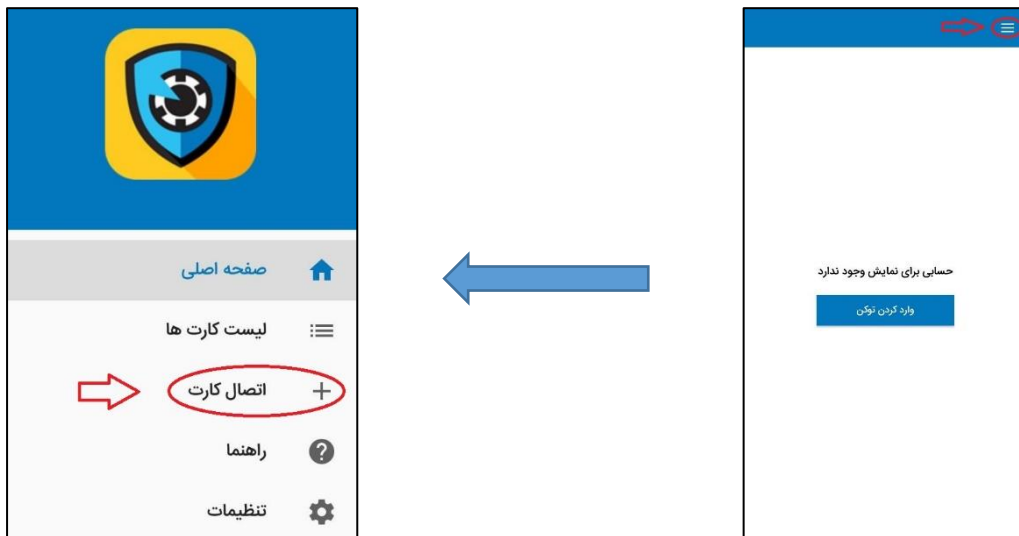 حسابی برای نمایش وجود ندارد
وارد کردن توکن
صفحه اصلی
لیست کارت ها
اتصال کارت
راهنما
تنظیمات